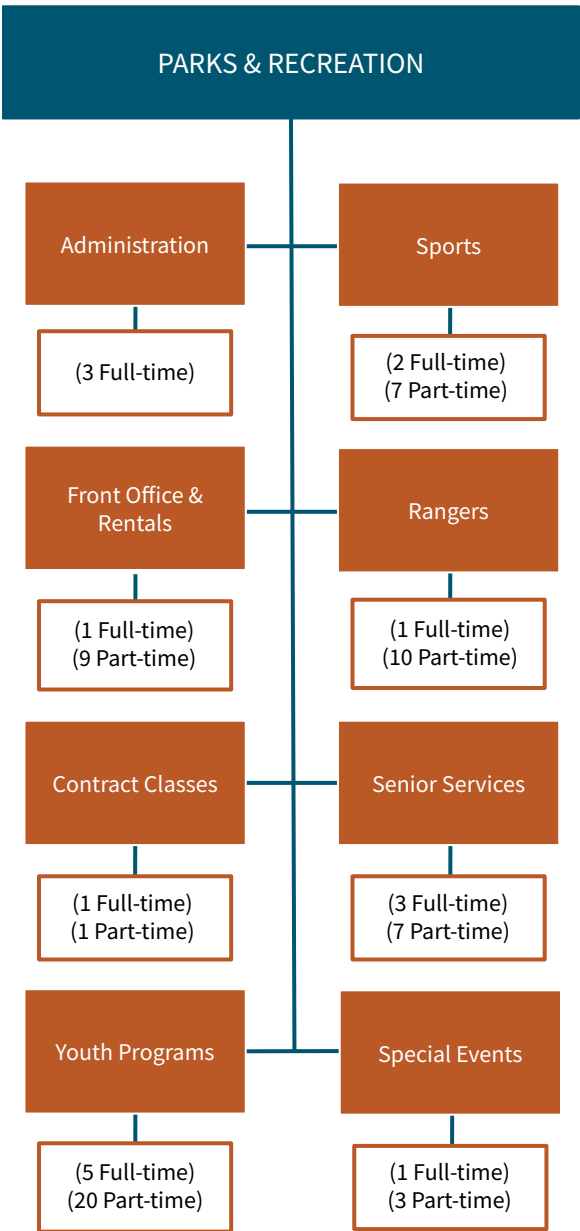 PARKS & RECREATION
Administration
(3 Full-time)
Sports
(2 Full-time)
(7 Part-time)
Front Office &
Rentals
(1 Full-time)
(9 Part-time)
Rangers
(1 Full-time)
(10 Part-time)
Contract Classes
(1 Full-time)
(1 Part-time)
Senior Services
(3 Full-time)
(7 Part-time)
Youth Programs
(5 Full-time)
(20 Part-time)
Special Events
(1 Full-time)
(3 Part-time)